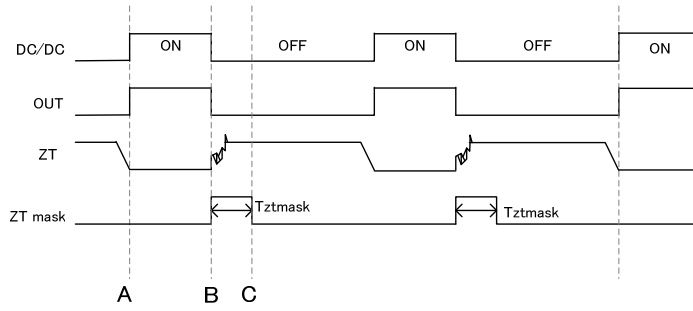 DC/DC ON OFF ON OFF ON
OUT
ZT
ZT mask Tztmask Tztmask
A B C